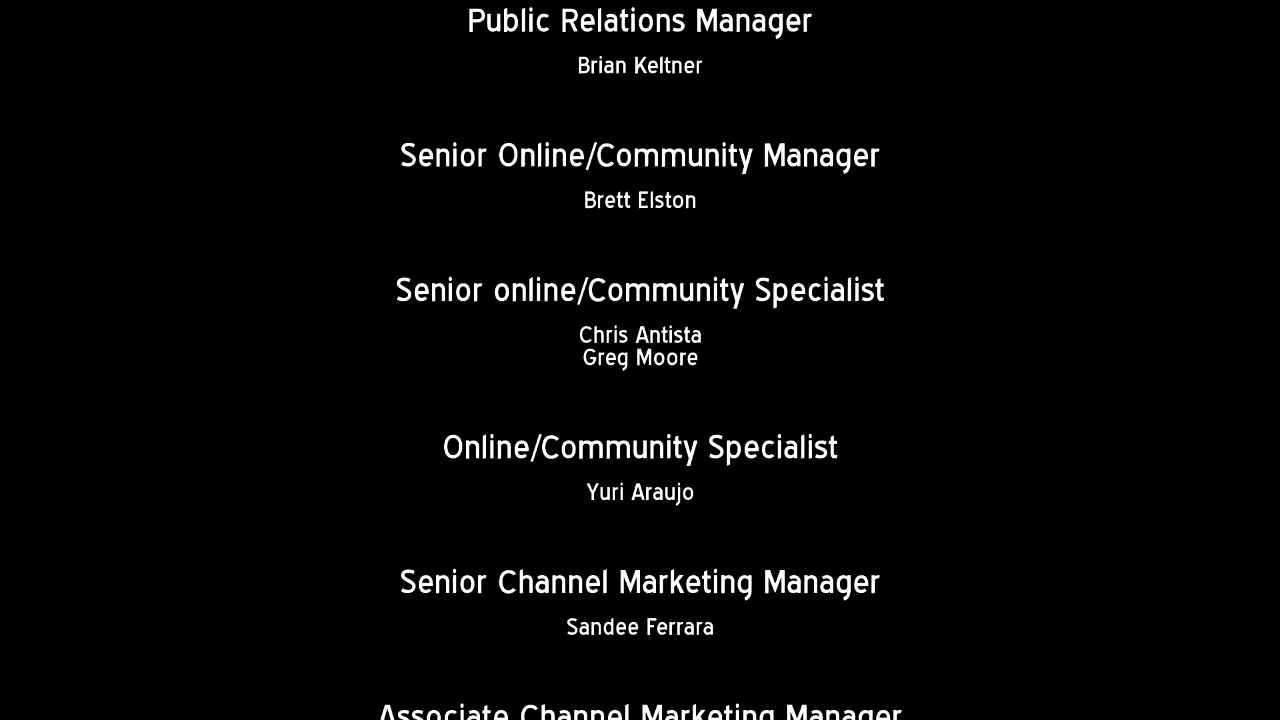 Public Relations Manager
Brian Keltner
Senior Online/Community Manager
Brett Elston
Senior online/Community Specialist
Chris Antista
Greg Moore
Online/Community Specialist
Yuri Araujo
Senior Channel Marketing Manager
Sandee Ferrara
Associate Channel Marketing Manager